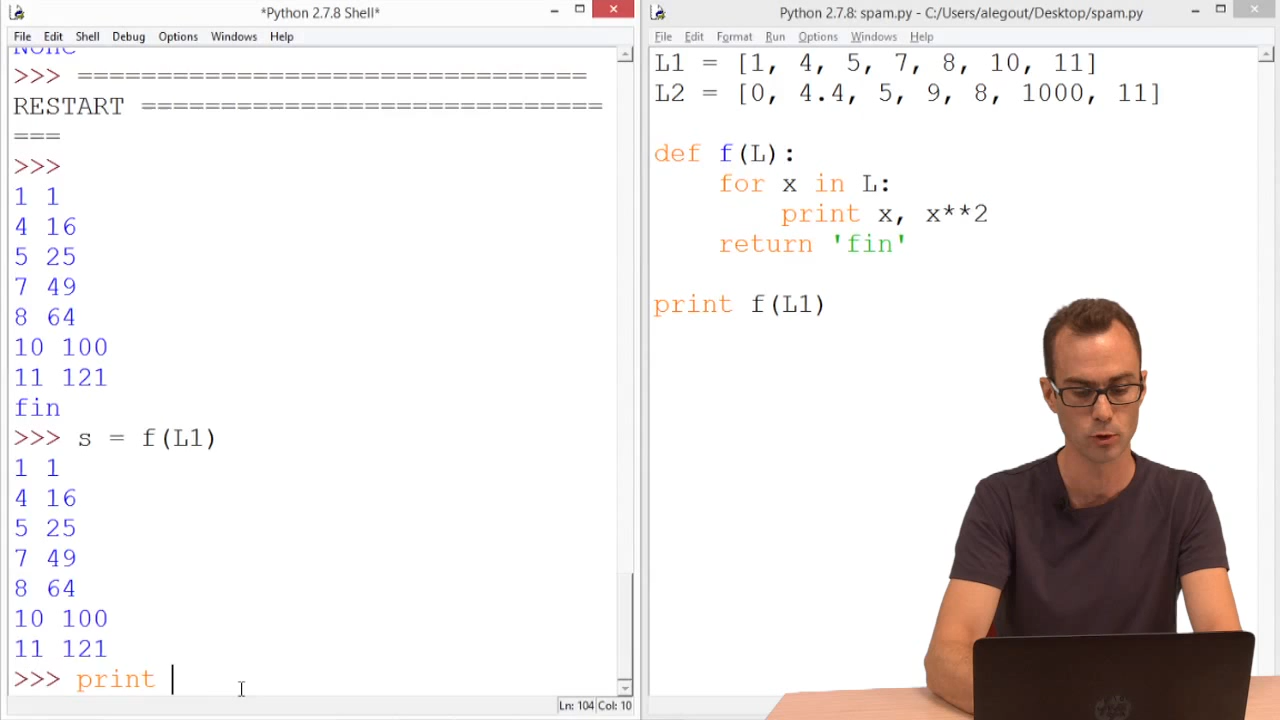 *Python 2.7.8 Shell*
File Edit Shell Debug Options Windows Help
None
>>> ================================
RESTART =============================
===
>>>
1 1
4 16
5 25
7 49
8 64
10 100
11 121
fin
>>> s = f(L1)
1 1
4 16
5 25
7 49
8 64
10 100
11 121
>>> print
Ln: 104 Col: 10
Python 2.7.8: spam.py - C:/Users/alegout/Desktop/spam.py
File Edit Format Run Options Windows Help
L1 = [1, 4, 5, 7, 8, 10, 11]
L2 = [0, 4.4, 5, 9, 8, 1000, 11]
def f(L):
    for x in L:
        print x, x**2
    return 'fin'
print f(L1)